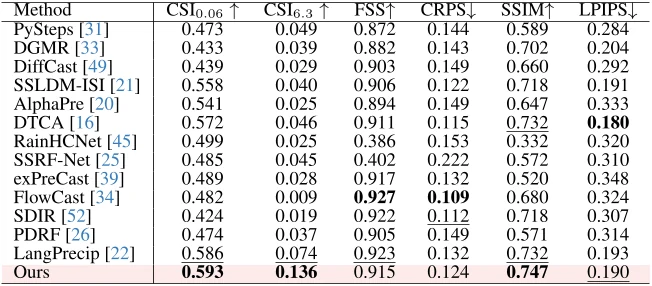 Method CSI0.06 ↑ CSI6.3 ↑ FSS↑ CRPS↓ SSIM↑ LPIPS↓
PySteps [31] 0.473 0.049 0.872 0.144 0.589 0.284
DGMR [33] 0.433 0.039 0.882 0.143 0.702 0.204
DiffCast [49] 0.439 0.029 0.903 0.149 0.660 0.292
SSLDM-ISI [21] 0.558 0.040 0.906 0.122 0.718 0.191
AlphaPre [20] 0.541 0.025 0.894 0.149 0.647 0.333
DTCA [16] 0.572 0.046 0.911 0.115 0.732 0.180
RainHCNet [45] 0.499 0.025 0.386 0.153 0.332 0.320
SSRF-Net [25] 0.485 0.045 0.402 0.222 0.572 0.310
exPreCast [39] 0.489 0.028 0.917 0.132 0.520 0.348
FlowCast [34] 0.482 0.009 0.927 0.109 0.680 0.324
SDIR [52] 0.424 0.019 0.922 0.112 0.718 0.307
PDRF [26] 0.474 0.037 0.905 0.149 0.571 0.314
LangPrecip [22] 0.586 0.074 0.923 0.132 0.732 0.193
Ours 0.593 0.136 0.915 0.124 0.747 0.190